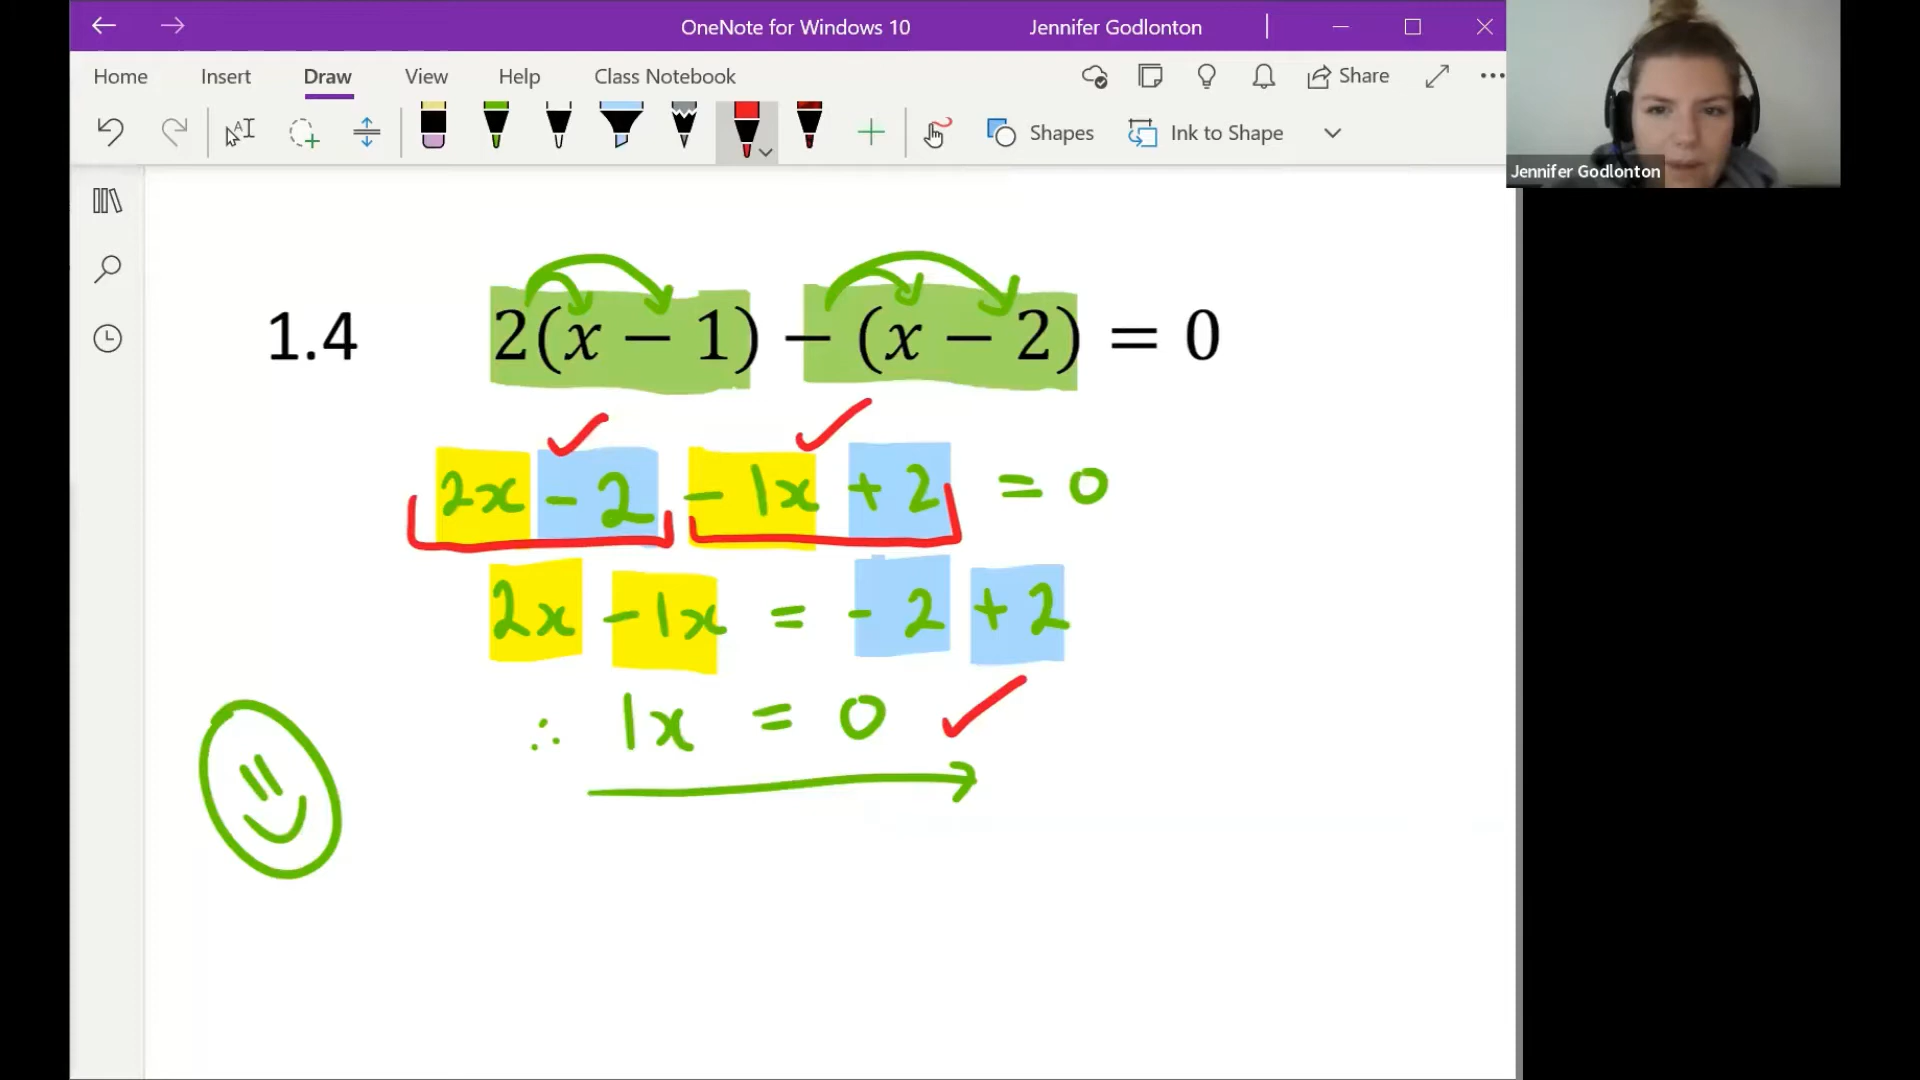 OneNote for Windows 10 Jennifer Godlonton
Home Insert Draw View Help Class Notebook Share
Shapes Ink to Shape
Jennifer Godlonton
1.4 2(x − 1) − (x − 2) = 0
2x - 2 - 1x + 2 = 0
2x - 1x = - 2 + 2
∴ 1x = 0